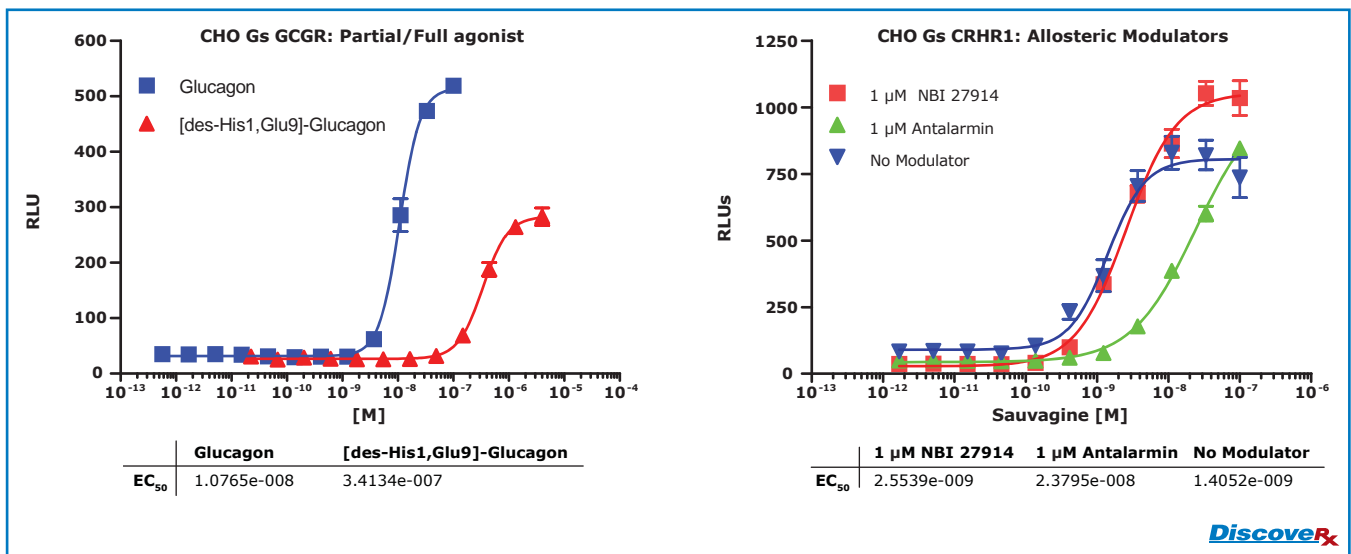 CHO Gs GCGR: Partial/Full agonist
600
500
400
300
200
100
0
RLU
Glucagon
[des-His1,Glu9]-Glucagon
10-13 10-12 10-11 10-10 10-9 10-8 10-7 10-6 10-5 10-4
[M]
Glucagon [des-His1,Glu9]-Glucagon
EC50 1.0765e-008 3.4134e-007
CHO Gs CRHR1: Allosteric Modulators
1250
1000
750
500
250
0
RLUs
1 µM NBI 27914
1 µM Antalarmin
No Modulator
10-13 10-12 10-11 10-10 10-9 10-8 10-7 10-6
Sauvagine [M]
1 µM NBI 27914 1 µM Antalarmin No Modulator
EC50 2.5539e-009 2.3795e-008 1.4052e-009
DiscoveRx